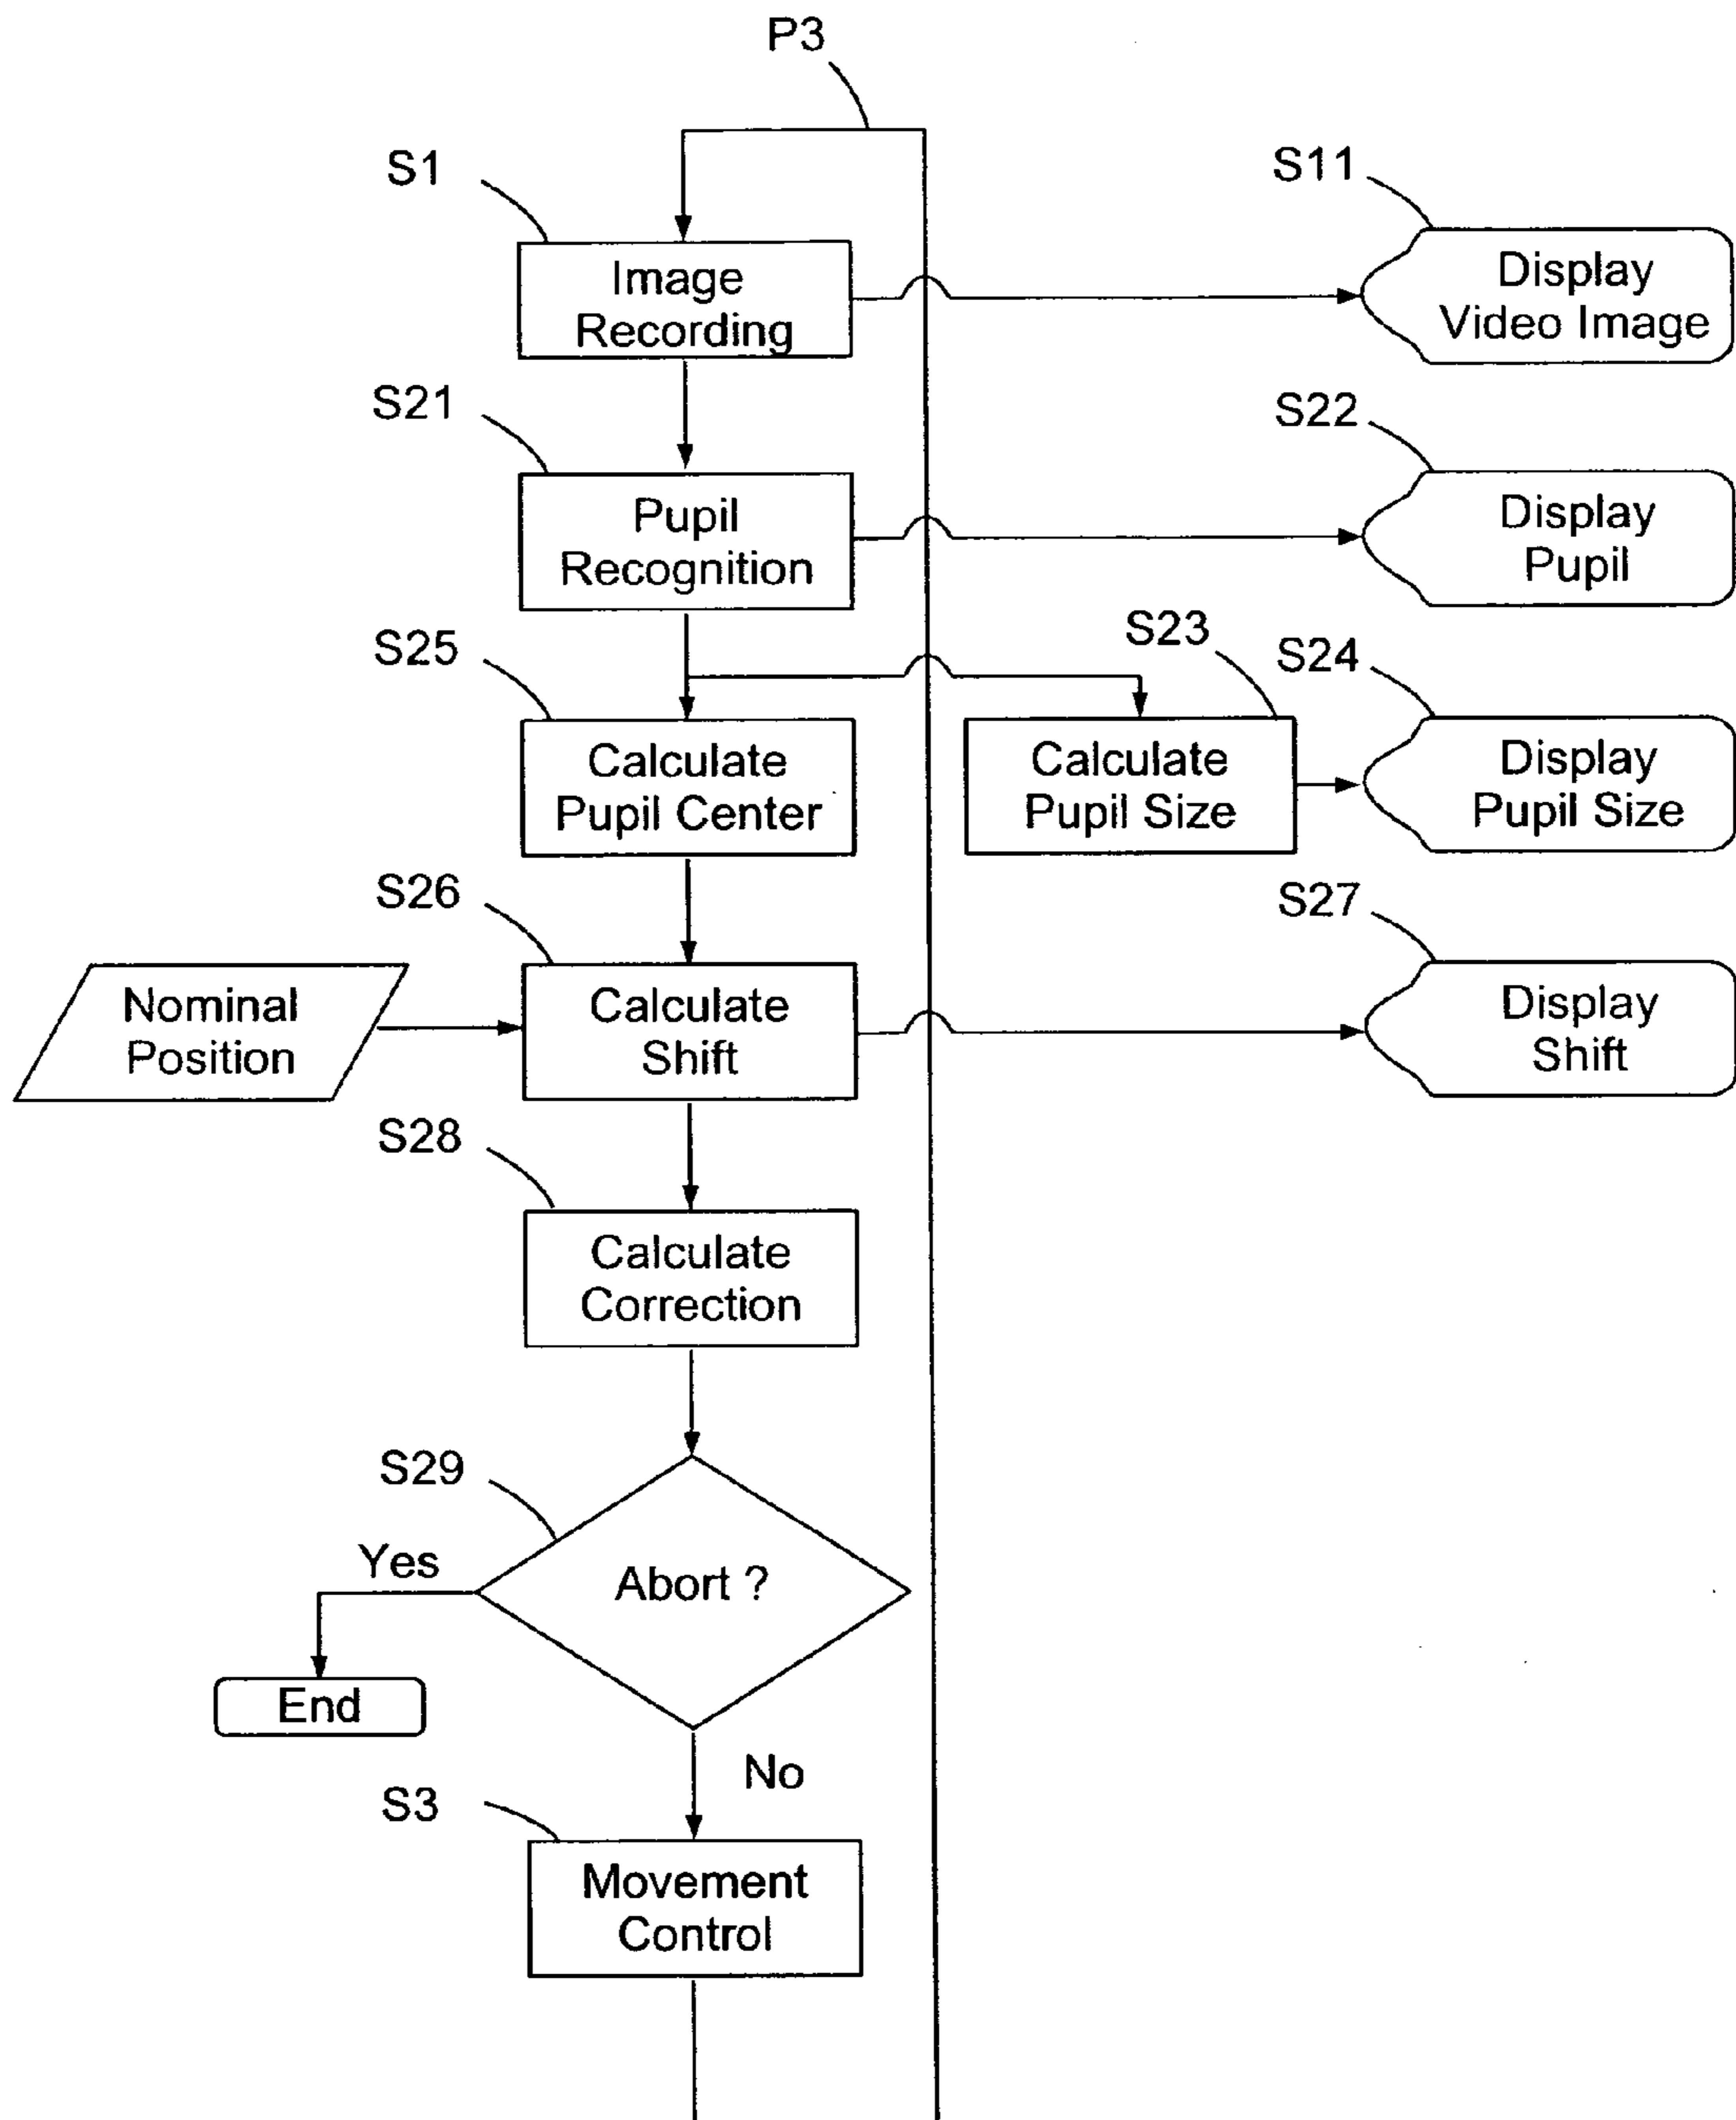 P3
S1
Image
Recording
S11
Display
Video Image
S21
Pupil
Recognition
S22
Display
Pupil
S25
Calculate
Pupil Center
S23
Calculate
Pupil Size
S24
Display
Pupil Size
S26
Nominal
Position
Calculate
Shift
S27
Display
Shift
S28
Calculate
Correction
S29
Abort ?
Yes
End
No
S3
Movement
Control